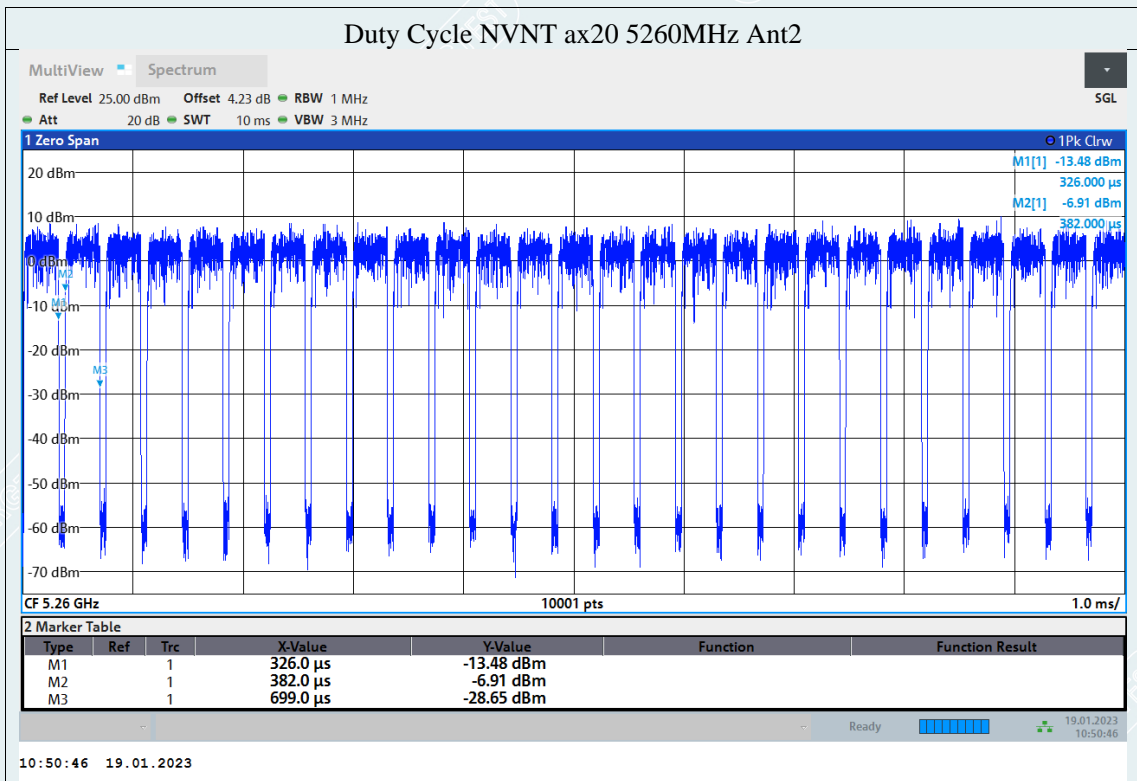 Duty Cycle NVNT ax20 5260MHz Ant2
MultiView Spectrum
Ref Level 25.00 dBm Offset 4.23 dB RBW 1 MHz SGL
Att 20 dB SWT 10 ms VBW 3 MHz
1 Zero Span 1Pk Clrw
M1[1] -13.48 dBm
326.000 µs
M2[1] -6.91 dBm
382.000 µs
20 dBm
10 dBm
0 dBm
M2
M1
-10 dBm
-20 dBm
M3
-30 dBm
-40 dBm
-50 dBm
-60 dBm
-70 dBm
CF 5.26 GHz 10001 pts 1.0 ms/
2 Marker Table
Type Ref Trc X-Value Y-Value Function Function Result
M1 1 326.0 µs -13.48 dBm
M2 1 382.0 µs -6.91 dBm
M3 1 699.0 µs -28.65 dBm
Ready 19.01.2023
10:50:46
10:50:46 19.01.2023